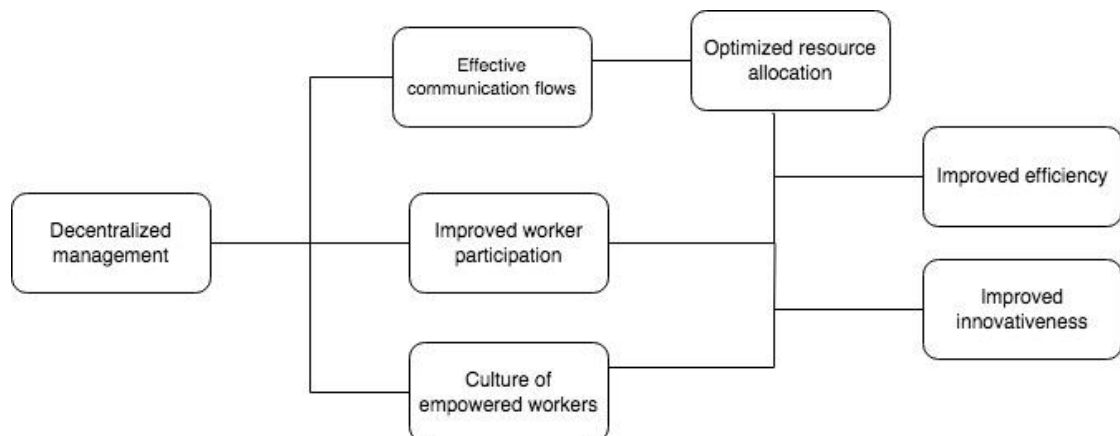 Effective
communication flows
Optimized resource
allocation
Improved efficiency
Decentralized
management
Improved worker
participation
Improved
innovativeness
Culture of
empowered workers